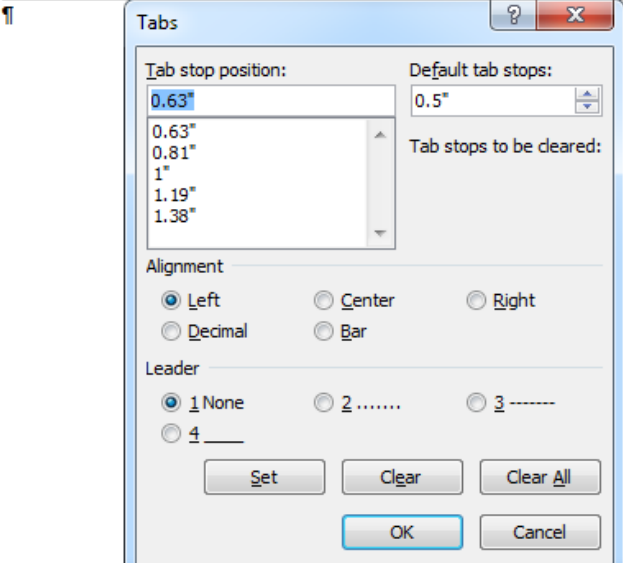 ¶
Tabs
Tab stop position:
Default tab stops:
0.63"
0.5"
0.63"
0.81"
1"
1.19"
1.38"
Tab stops to be cleared:
Alignment
Left
Center
Right
Decimal
Bar
Leader
1 None
2 .......
3 -------
4 ____
Set
Clear
Clear All
OK
Cancel